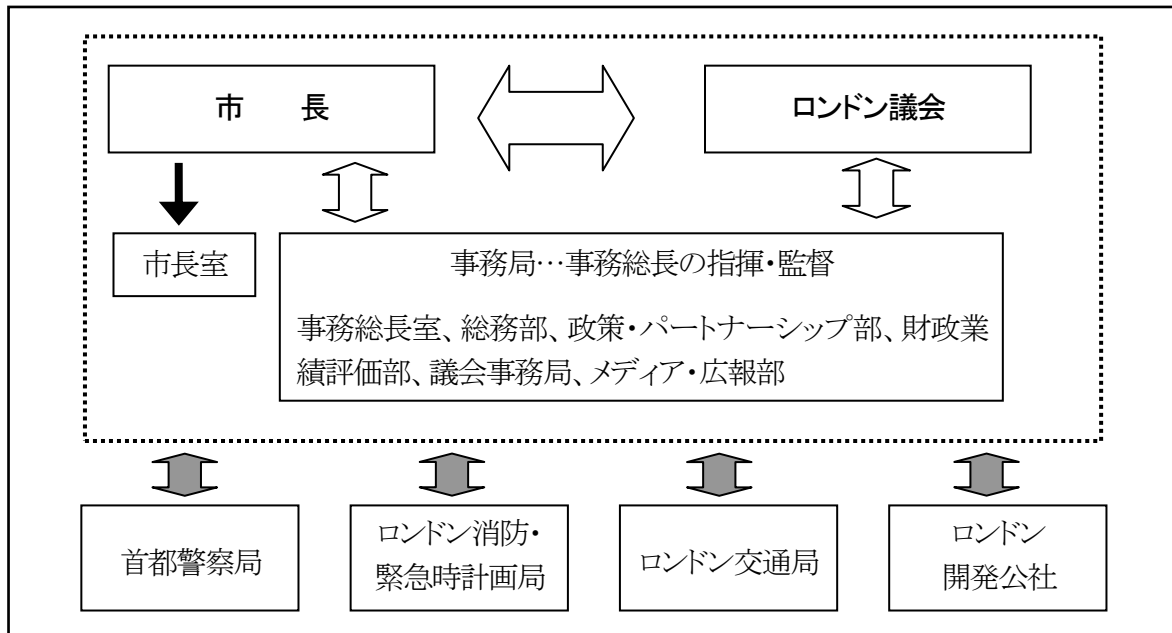 市　　長
ロンドン議会
市長室
事務局…事務総長の指揮・監督
事務総長室、総務部、政策・パートナーシップ部、財政業
績評価部、議会事務局、メディア・広報部
首都警察局
ロンドン消防・
緊急時計画局
ロンドン交通局
ロンドン
開発公社